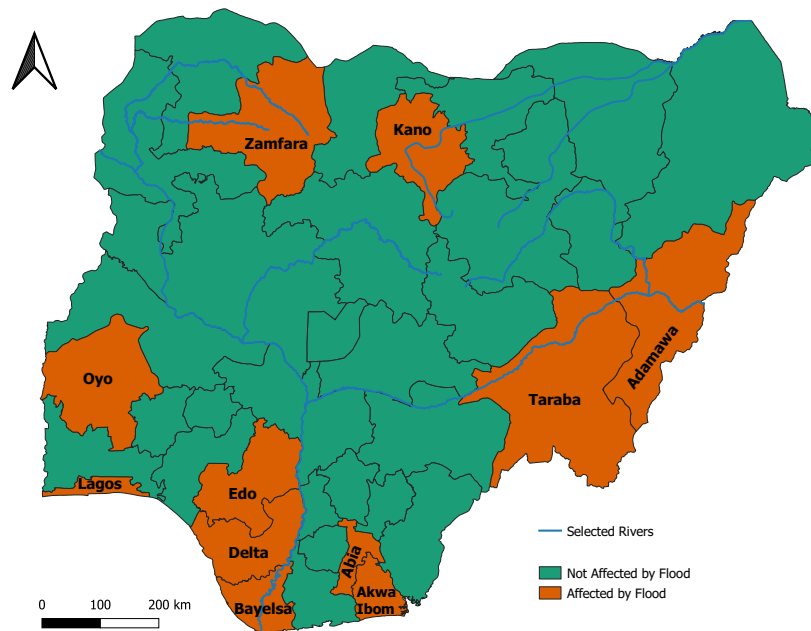 Zamfara
Kano
Oyo
Taraba
Adamawa
Lagos
Edo
Delta
Bayelsa
Abia
Akwa
Ibom
Selected Rivers
Not Affected by Flood
Affected by Flood
0 100 200 km